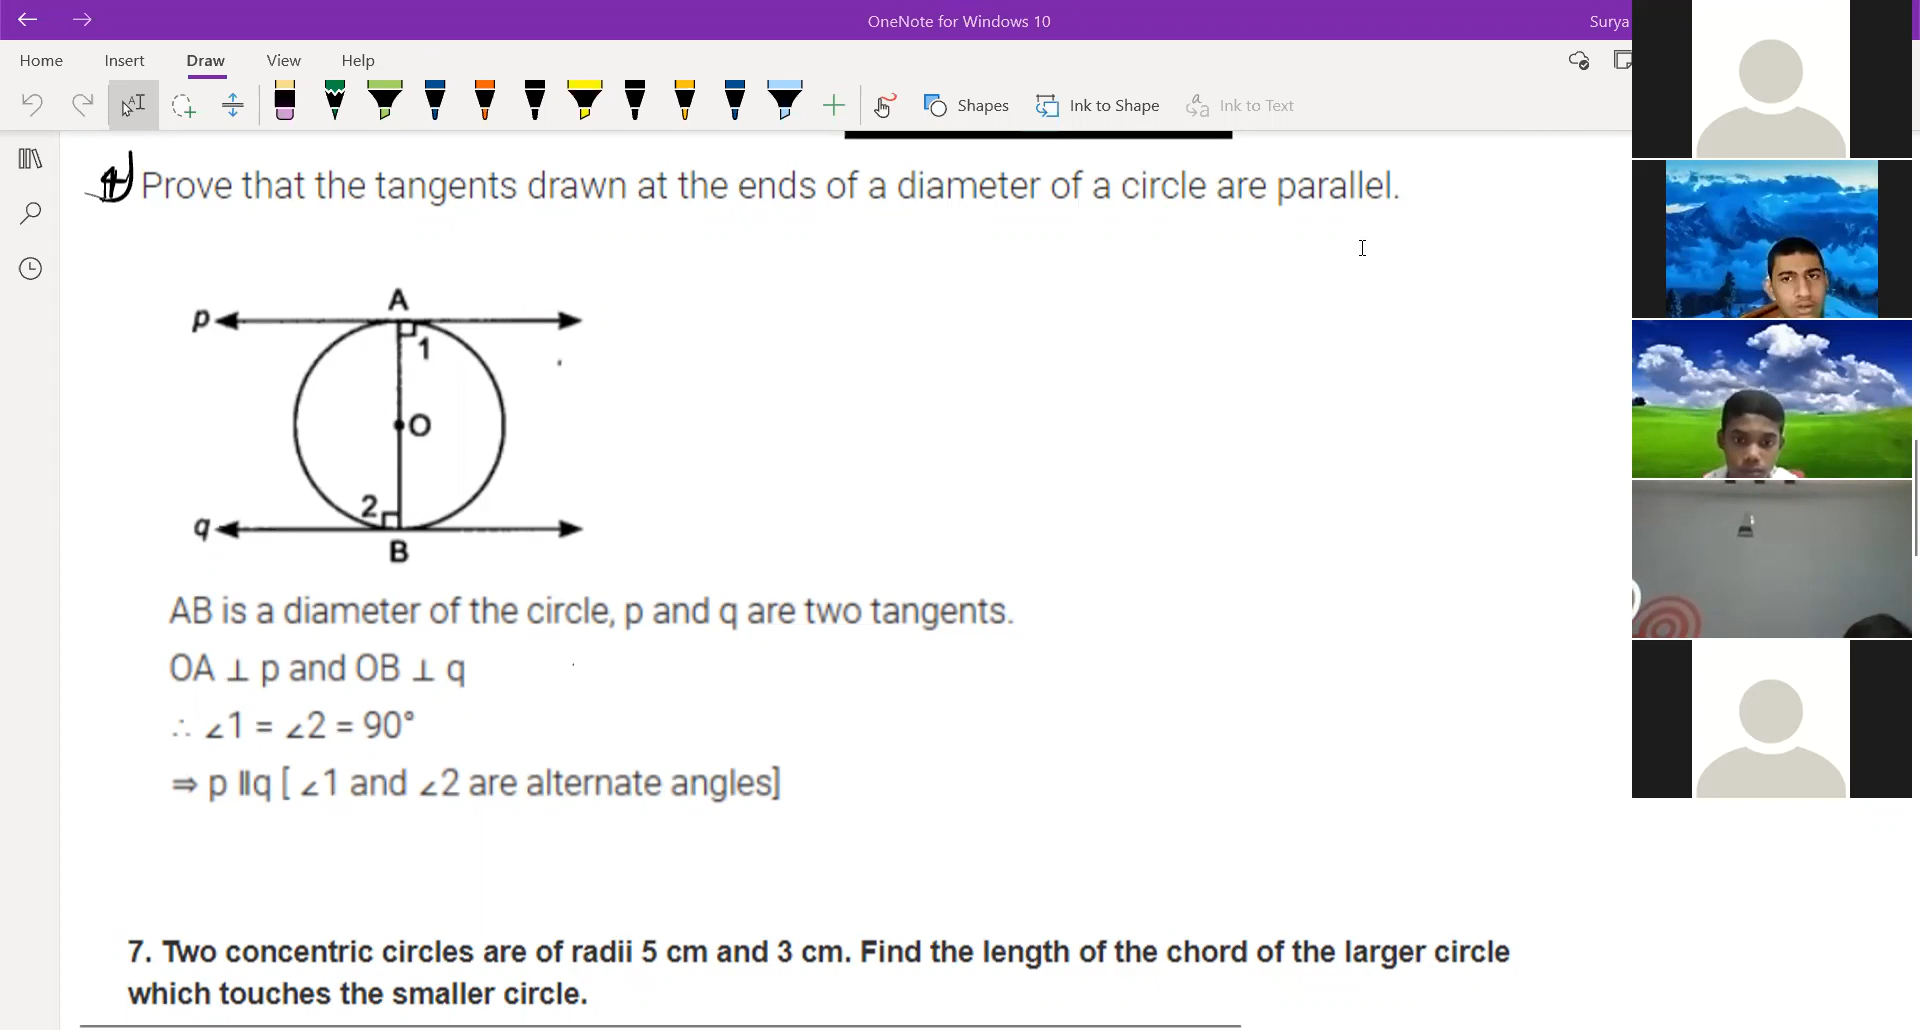 OneNote for Windows 10
Surya
Home Insert Draw View Help
Shapes Ink to Shape Ink to Text
4) Prove that the tangents drawn at the ends of a diameter of a circle are parallel.
A
p
1
O
2
q
B
AB is a diameter of the circle, p and q are two tangents.
OA ⊥ p and OB ⊥ q
∴ ∠1 = ∠2 = 90°
⇒ p ∥q [ ∠1 and ∠2 are alternate angles]
7. Two concentric circles are of radii 5 cm and 3 cm. Find the length of the chord of the larger circle
which touches the smaller circle.